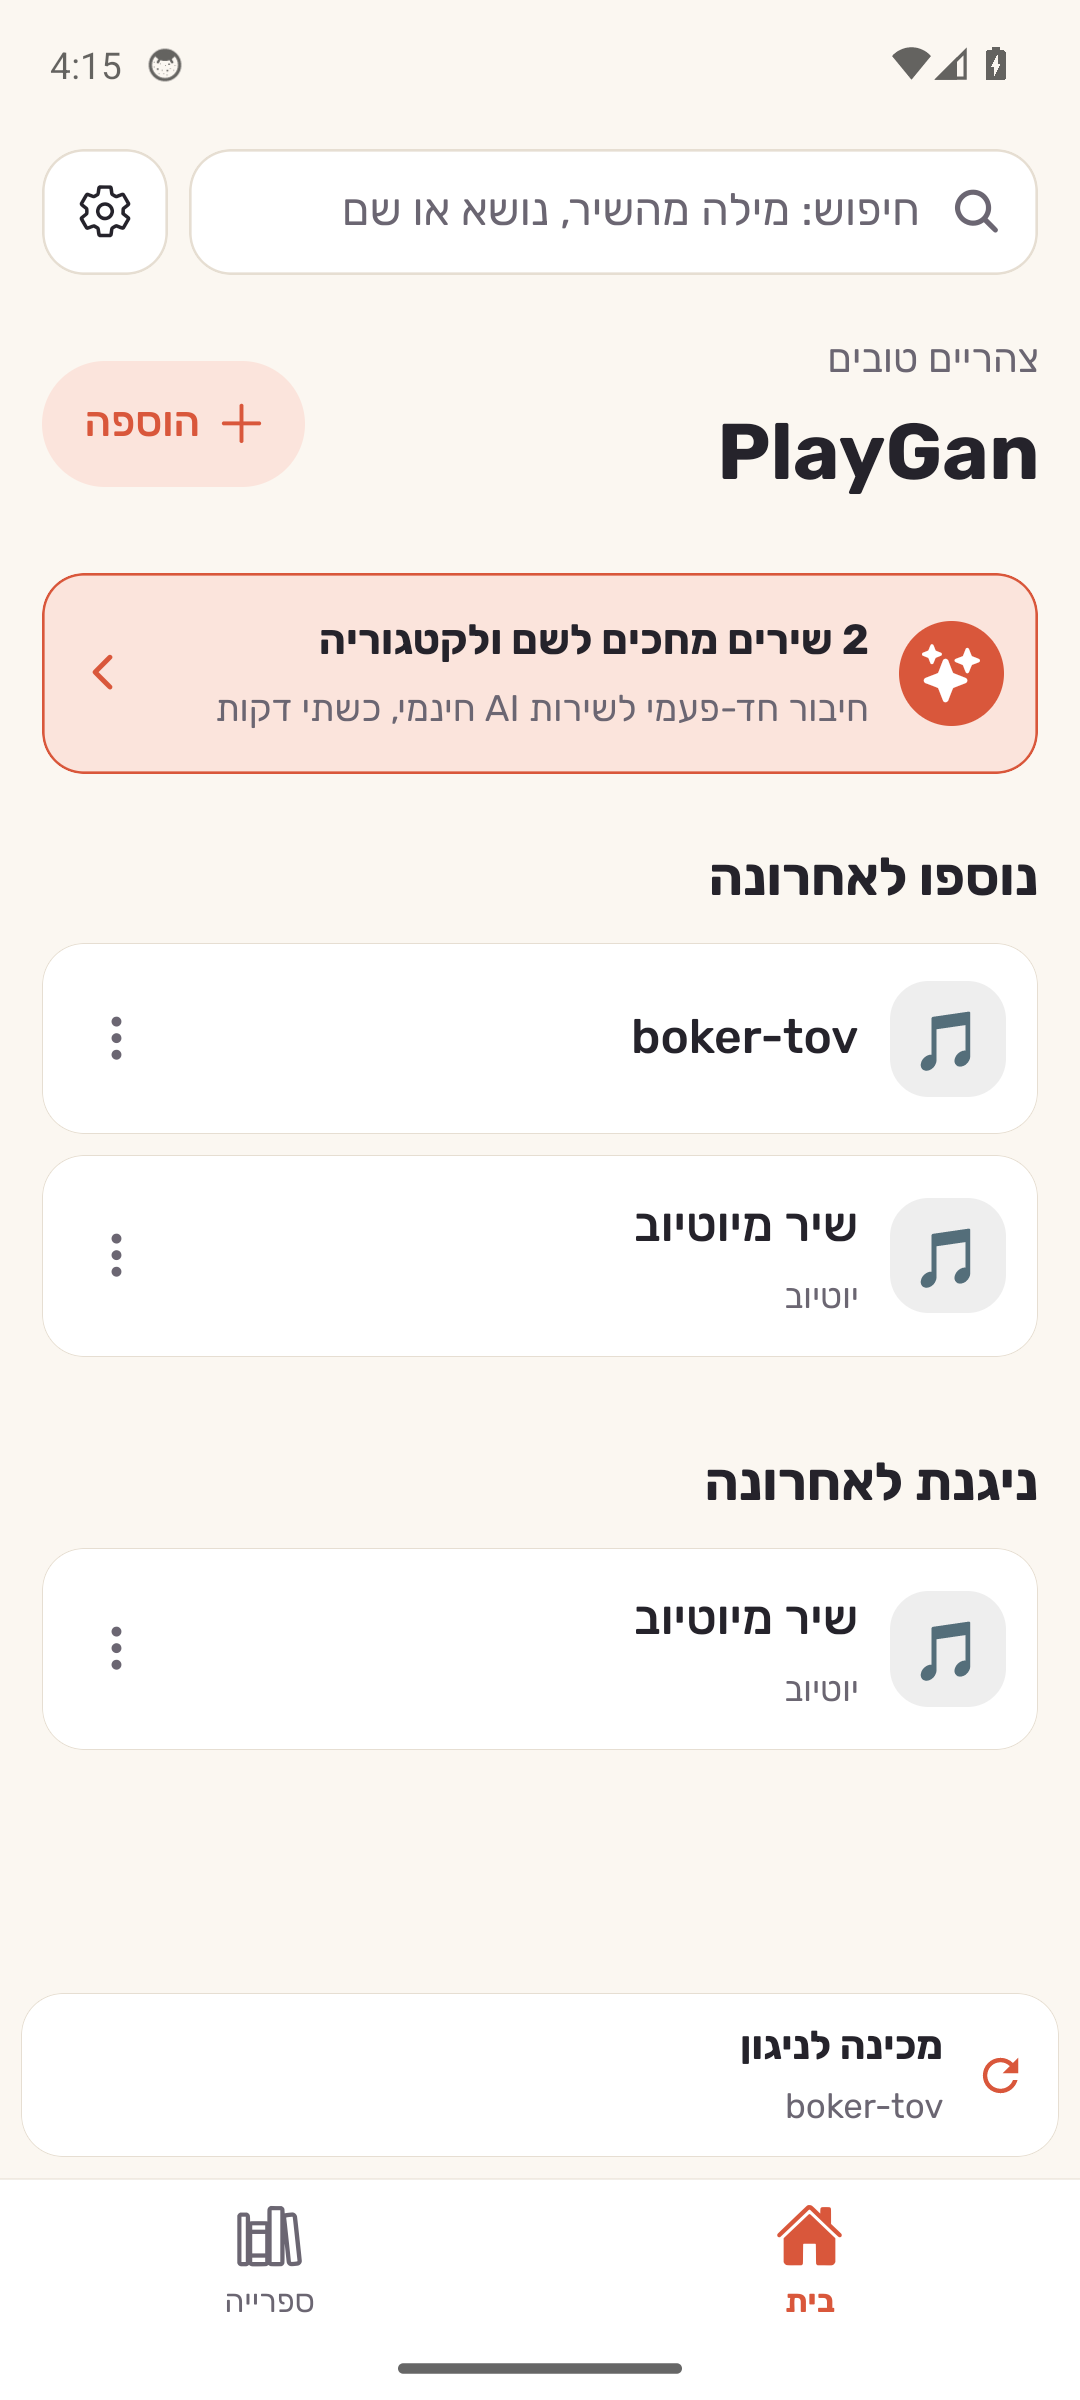 4:15
חיפוש: מילה מהשיר, נושא או שם
צהריים טובים
PlayGan
הוספה
2 שירים מחכים לשם ולקטגוריה
חיבור חד-פעמי לשירות AI חינמי, כשתי דקות
נוספו לאחרונה
boker-tov
שיר מיוטיוב
יוטיוב
ניגנת לאחרונה
שיר מיוטיוב
יוטיוב
מכינה לניגון
boker-tov
בית
ספרייה